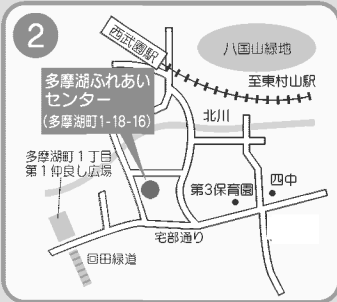 2
西武園駅
八国山緑地
多摩湖ふれあい
センター
(多摩湖町1-18-16)
至東村山駅
北川
多摩湖町1丁目
第1仲良し広場
第3保育園
四中
宅部通り
回田緑道